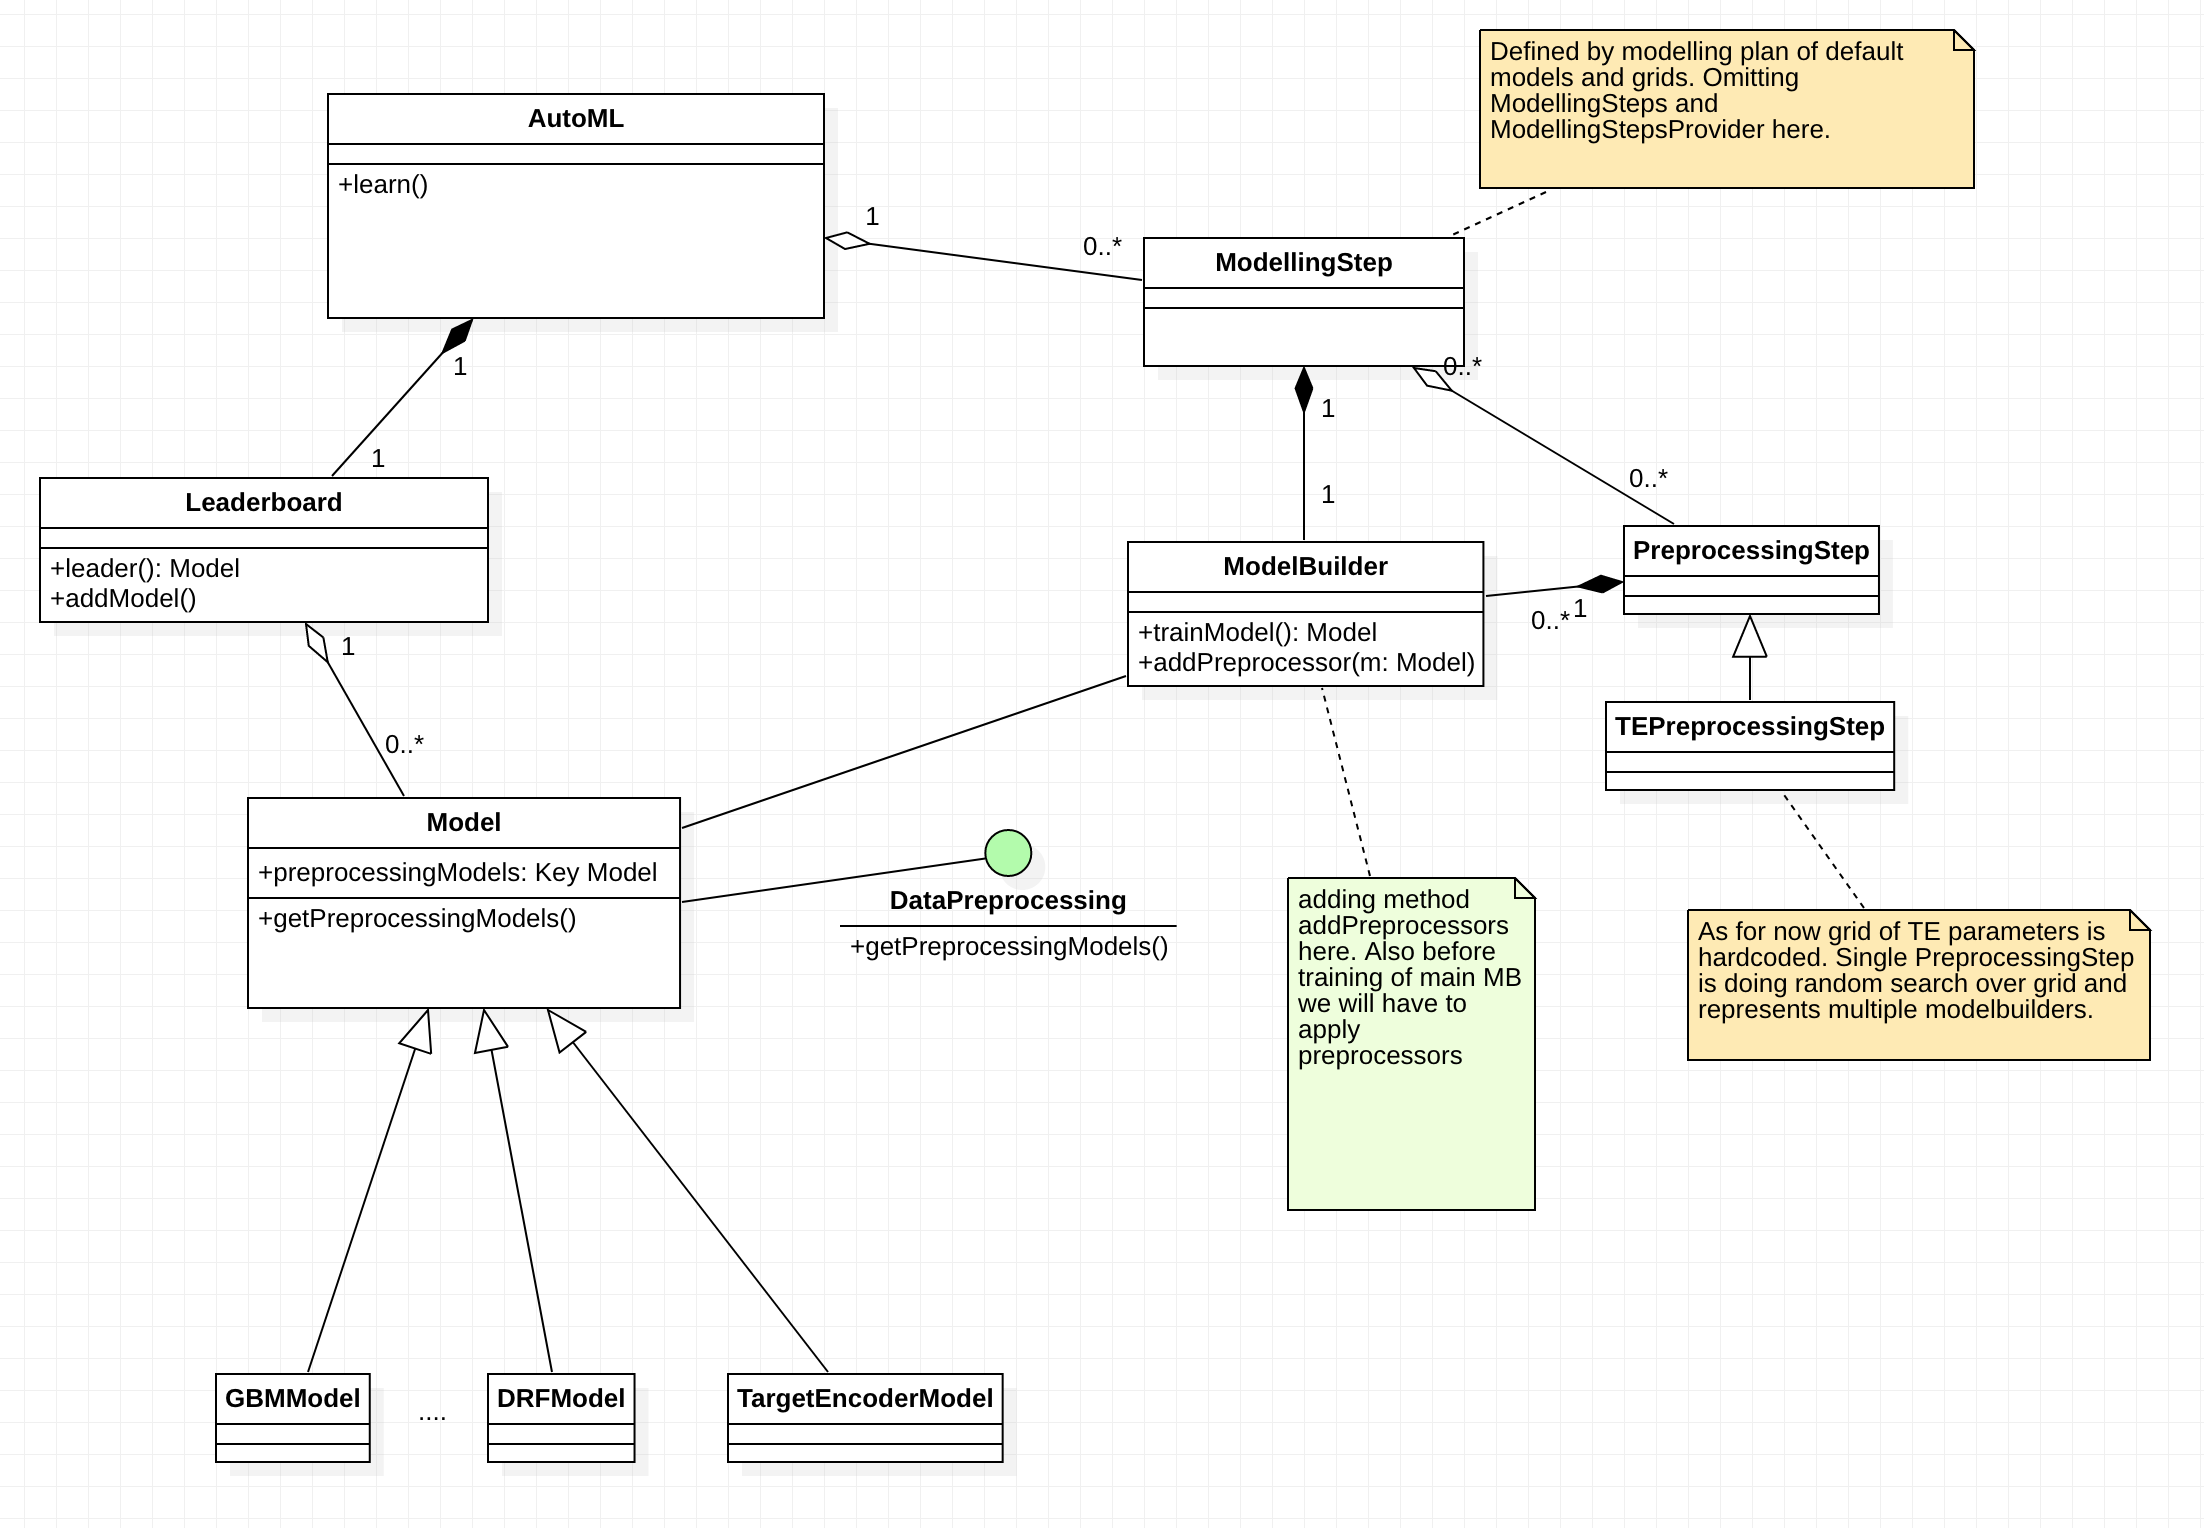 Defined by modelling plan of default
models and grids. Omitting
ModellingSteps and
ModellingStepsProvider here.
AutoML
+learn()
1
0..*
ModellingStep
1
0..*
1
1
1
0..*
Leaderboard
+leader(): Model
+addModel()
ModelBuilder
+trainModel(): Model
+addPreprocessor(m: Model)
PreprocessingStep
0..*
1
1
0..*
TEPreprocessingStep
Model
+preprocessingModels: Key Model
+getPreprocessingModels()
DataPreprocessing
+getPreprocessingModels()
adding method
addPreprocessors
here. Also before
training of main MB
we will have to
apply
preprocessors
As for now grid of TE parameters is
hardcoded. Single PreprocessingStep
is doing random search over grid and
represents multiple modelbuilders.
GBMModel
....
DRFModel
TargetEncoderModel